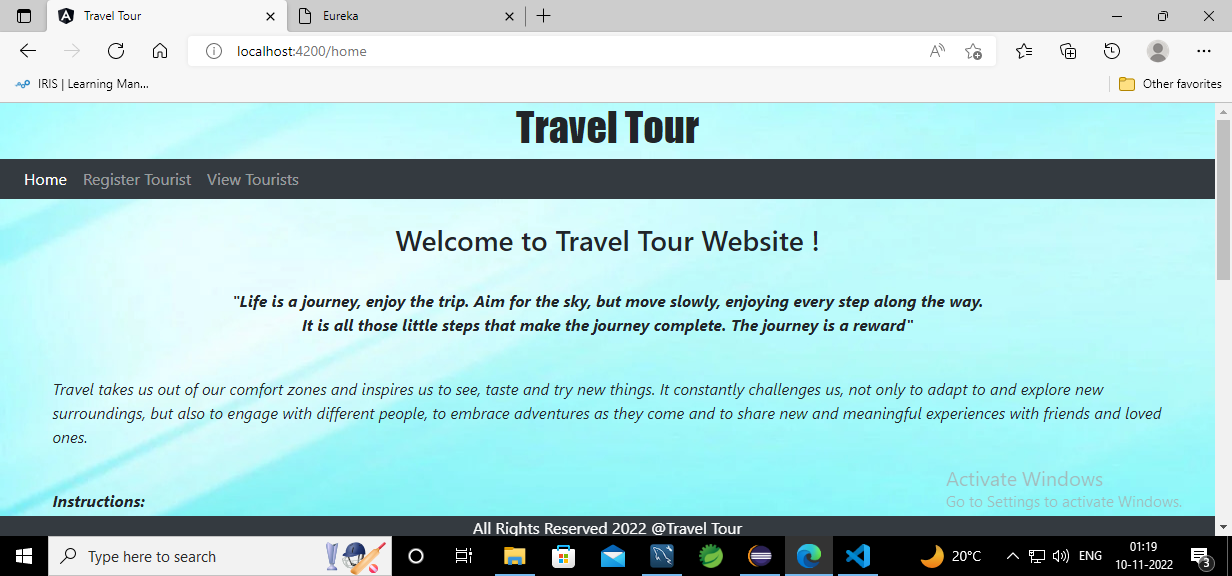 Travel Tour
Eureka
localhost:4200/home
IRIS | Learning Man...
Other favorites
Travel Tour
Home Register Tourist View Tourists
Welcome to Travel Tour Website !
"Life is a journey, enjoy the trip. Aim for the sky, but move slowly, enjoying every step along the way.
It is all those little steps that make the journey complete. The journey is a reward"
Travel takes us out of our comfort zones and inspires us to see, taste and try new things. It constantly challenges us, not only to adapt to and explore new
surroundings, but also to engage with different people, to embrace adventures as they come and to share new and meaningful experiences with friends and loved
ones.
Instructions:
Activate Windows
Go to Settings to activate Windows.
All Rights Reserved 2022 @Travel Tour
Type here to search
20°C
ENG
01:19
10-11-2022
3